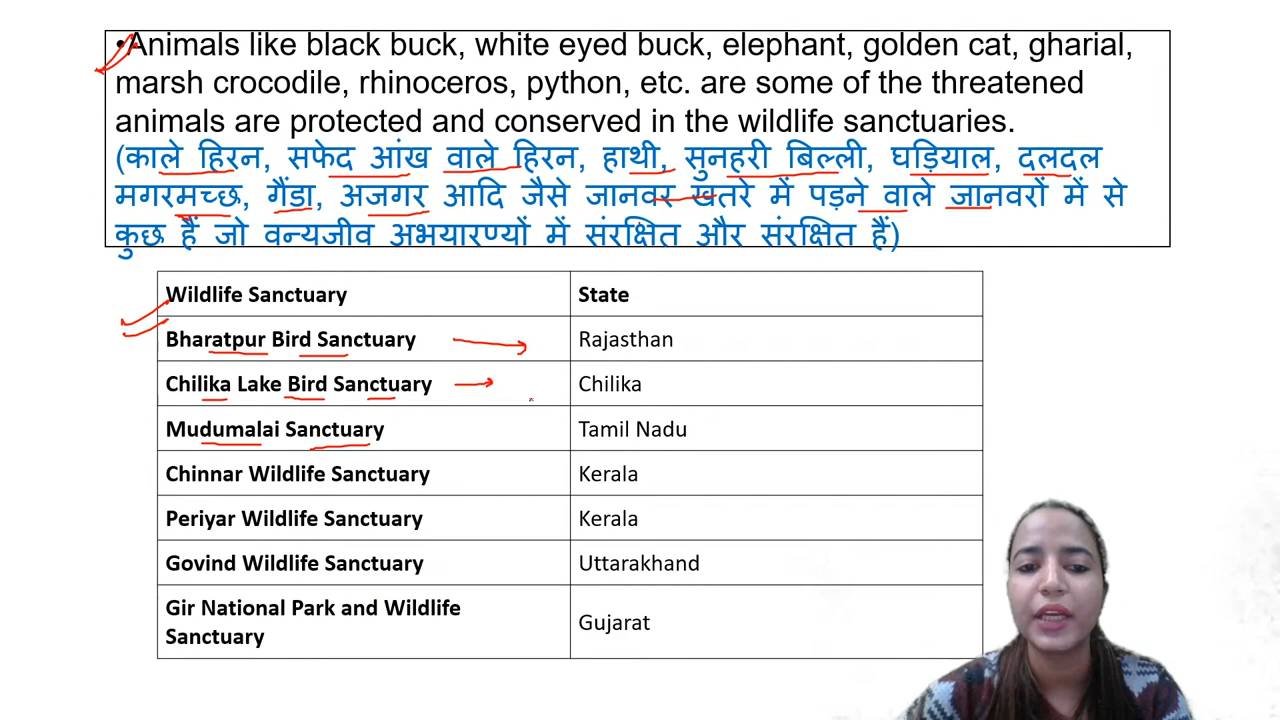 •Animals like black buck, white eyed buck, elephant, golden cat, gharial,
marsh crocodile, rhinoceros, python, etc. are some of the threatened
animals are protected and conserved in the wildlife sanctuaries.
(काले हिरन, सफेद आंख वाले हिरन, हाथी, सुनहरी बिल्ली, घड़ियाल, दलदल
मगरमच्छ, गैंडा, अजगर आदि जैसे जानवर खतरे में पड़ने वाले जानवरों में से
कुछ हैं जो वन्यजीव अभयारण्यों में संरक्षित और संरक्षित हैं)
Wildlife Sanctuary State
Bharatpur Bird Sanctuary Rajasthan
Chilika Lake Bird Sanctuary Chilika
Mudumalai Sanctuary Tamil Nadu
Chinnar Wildlife Sanctuary Kerala
Periyar Wildlife Sanctuary Kerala
Govind Wildlife Sanctuary Uttarakhand
Gir National Park and Wildlife
Sanctuary Gujarat